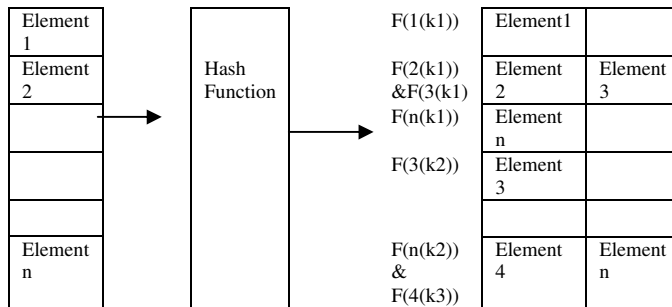 Element
1
Element
2
Element
n
Hash
Function
F(1(k1))
F(2(k1))
&F(3(k1)
F(n(k1))
F(3(k2))
F(n(k2))
&
F(4(k3))
Element1
Element
2
Element
3
Element
n
Element
3
Element
4
Element
n